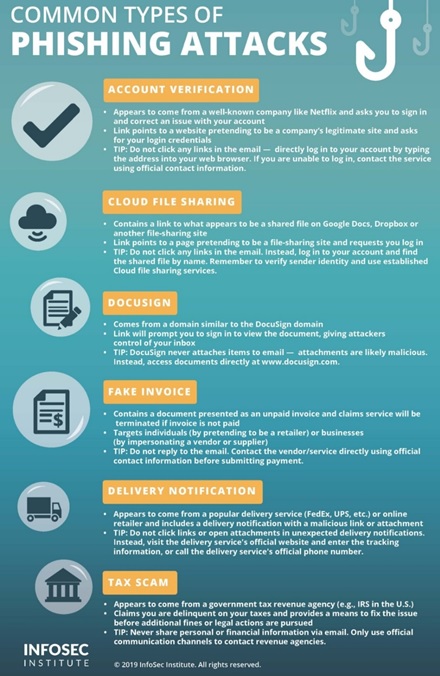 COMMON TYPES OF
PHISHING ATTACKS
ACCOUNT VERIFICATION
• Appears to come from a well-known company like Netflix and asks you to sign in
and correct an issue with your account
• Link points to a website pretending to be a company's legitimate site and asks
for your login credentials
• TIP: Do not click any links in the email — directly log in to your account by typing
the address into your web browser. If you are unable to log in, contact the service
using official contact information.
CLOUD FILE SHARING
• Contains a link to what appears to be a shared file on Google Docs, Dropbox or
another file-sharing site
• Link points to a page pretending to be a file-sharing site and requests you log in
• TIP: Do not click any links in the email. Instead, log in to your account and find
the shared file by name. Remember to verify sender identity and use established
Cloud file sharing services.
DOCUSIGN
• Comes from a domain similar to the DocuSign domain
• Link will prompt you to sign in to view the document, giving attackers
control of your inbox
• TIP: DocuSign never attaches items to email — attachments are likely malicious.
Instead, access documents directly at www.docusign.com.
FAKE INVOICE
• Contains a document presented as an unpaid invoice and claims service will be
terminated if invoice is not paid
• Targets individuals (by pretending to be a retailer) or businesses
(by impersonating a vendor or supplier)
• TIP: Do not reply to the email. Contact the vendor/service directly using official
contact information before submitting payment.
DELIVERY NOTIFICATION
• Appears to come from a popular delivery service (FedEx, UPS, etc.) or online
retailer and includes a delivery notification with a malicious link or attachment
• TIP: Do not click links or open attachments in unexpected delivery notifications.
Instead, visit the delivery service's official website and enter the tracking
information, or call the delivery service's official phone number.
TAX SCAM
• Appears to come from a government tax revenue agency (e.g., IRS in the U.S.)
• Claims you are delinquent on your taxes and provides a means to fix the issue
before additional fines or legal actions are pursued
• TIP: Never share personal or financial information via email. Only use official
communication channels to contact revenue agencies.
INFOSEC
INSTITUTE
© 2019 InfoSec Institute. All rights reserved.